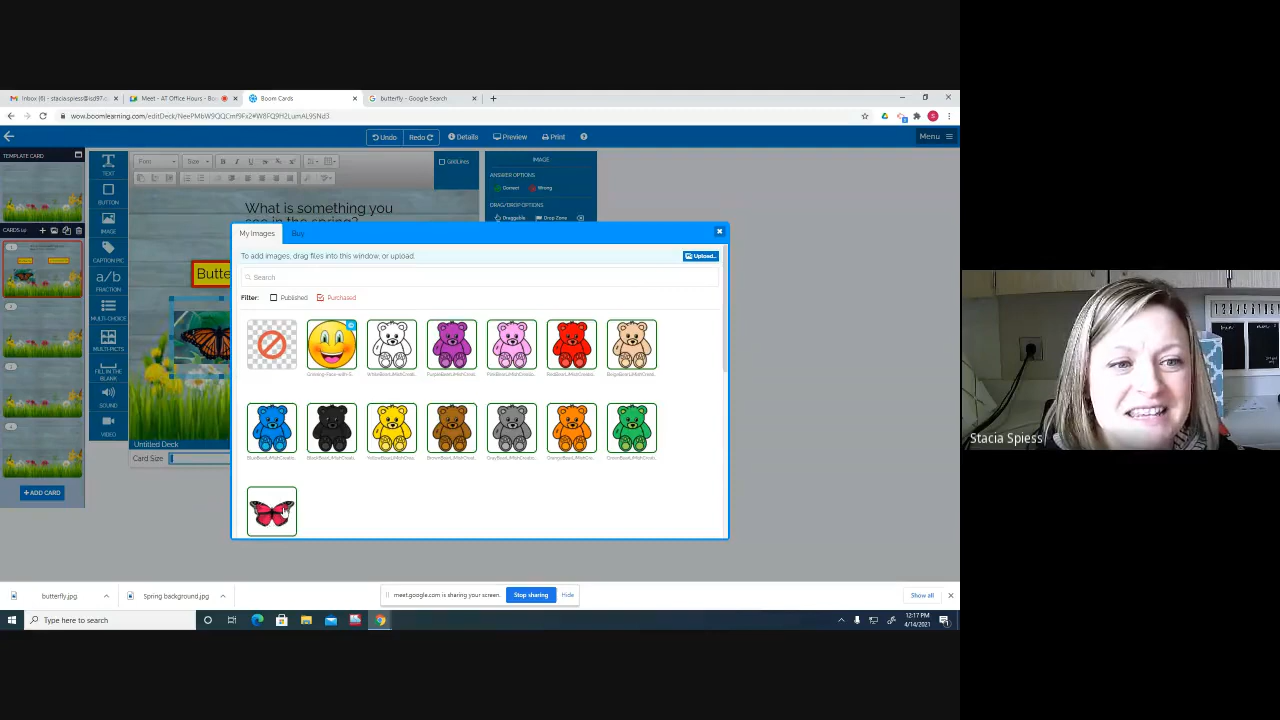 Inbox (6) - stacia.spiess@isd97.c
Meet - AT Office Hours - Bo
Boom Cards
butterfly - Google Search
Undo
Redo
Details
Preview
Print
Menu
TEMPLATE CARD
TEXT
BUTTON
IMAGE
CAPTION PIC
a/b
FRACTION
MULTI-CHOICE
MULTI PICTS
FILL IN THE BLANK
SOUND
VIDEO
Font
Size
GridLines
IMAGE
ANSWER OPTIONS
Correct
Wrong
DRAG/DROP OPTIONS
Draggable
Drop Zone
What is something you
see in the spring?
Butte
Untitled Deck
Card Size
+ ADD CARD
My Images
Buy
To add images, drag files into this window, or upload.
Upload...
Search
Filter:
Published
Purchased
butterfly.jpg
Spring background.jpg
meet.google.com is sharing your screen.
Stop sharing
Hide
Show all
Type here to search
12:17 PM
4/14/2021
Stacia Spiess